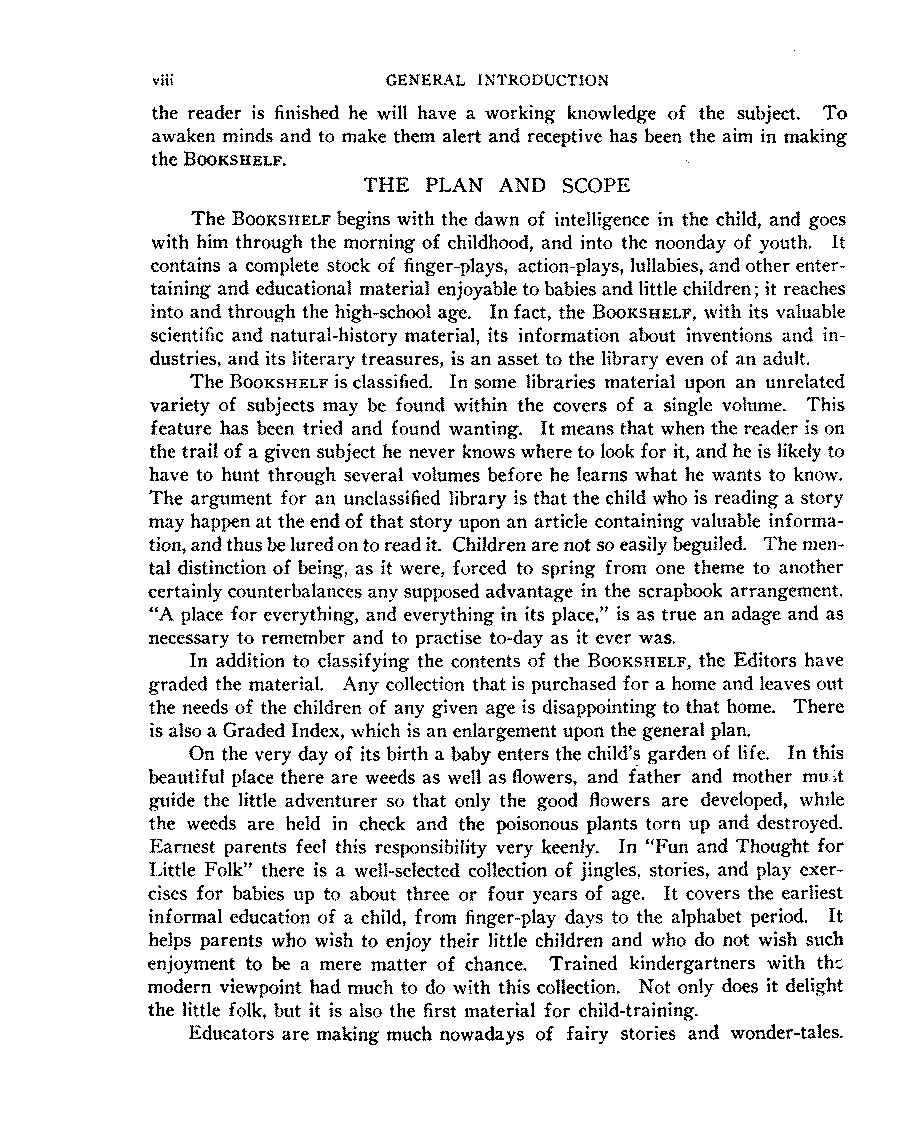 viii GENERAL INTRODUCTION
the reader is finished he will have a working knowledge of the subject. To
awaken minds and to make them alert and receptive has been the aim in making
the BOOKSHELF.
THE PLAN AND SCOPE
The BOOKSHELF begins with the dawn of intelligence in the child, and goes
with him through the morning of childhood, and into the noonday of youth. It
contains a complete stock of finger-plays, action-plays, lullabies, and other enter-
taining and educational material enjoyable to babies and little children; it reaches
into and through the high-school age. In fact, the BOOKSHELF, with its valuable
scientific and natural-history material, its information about inventions and in-
dustries, and its literary treasures, is an asset to the library even of an adult.
The BOOKSHELF is classified. In some libraries material upon an unrelated
variety of subjects may be found within the covers of a single volume. This
feature has been tried and found wanting. It means that when the reader is on
the trail of a given subject he never knows where to look for it, and he is likely to
have to hunt through several volumes before he learns what he wants to know.
The argument for an unclassified library is that the child who is reading a story
may happen at the end of that story upon an article containing valuable informa-
tion, and thus be lured on to read it. Children are not so easily beguiled. The men-
tal distinction of being, as it were, forced to spring from one theme to another
certainly counterbalances any supposed advantage in the scrapbook arrangement.
"A place for everything, and everything in its place," is as true an adage and as
necessary to remember and to practise to-day as it ever was.
In addition to classifying the contents of the BOOKSHELF, the Editors have
graded the material. Any collection that is purchased for a home and leaves out
the needs of the children of any given age is disappointing to that home. There
is also a Graded Index, which is an enlargement upon the general plan.
On the very day of its birth a baby enters the child's garden of life. In this
beautiful place there are weeds as well as flowers, and father and mother must
guide the little adventurer so that only the good flowers are developed, while
the weeds are held in check and the poisonous plants torn up and destroyed.
Earnest parents feel this responsibility very keenly. In "Fun and Thought for
Little Folk" there is a well-selected collection of jingles, stories, and play exer-
cises for babies up to about three or four years of age. It covers the earliest
informal education of a child, from finger-play days to the alphabet period. It
helps parents who wish to enjoy their little children and who do not wish such
enjoyment to be a mere matter of chance. Trained kindergartners with the
modern viewpoint had much to do with this collection. Not only does it delight
the little folk, but it is also the first material for child-training.
Educators are making much nowadays of fairy stories and wonder-tales.